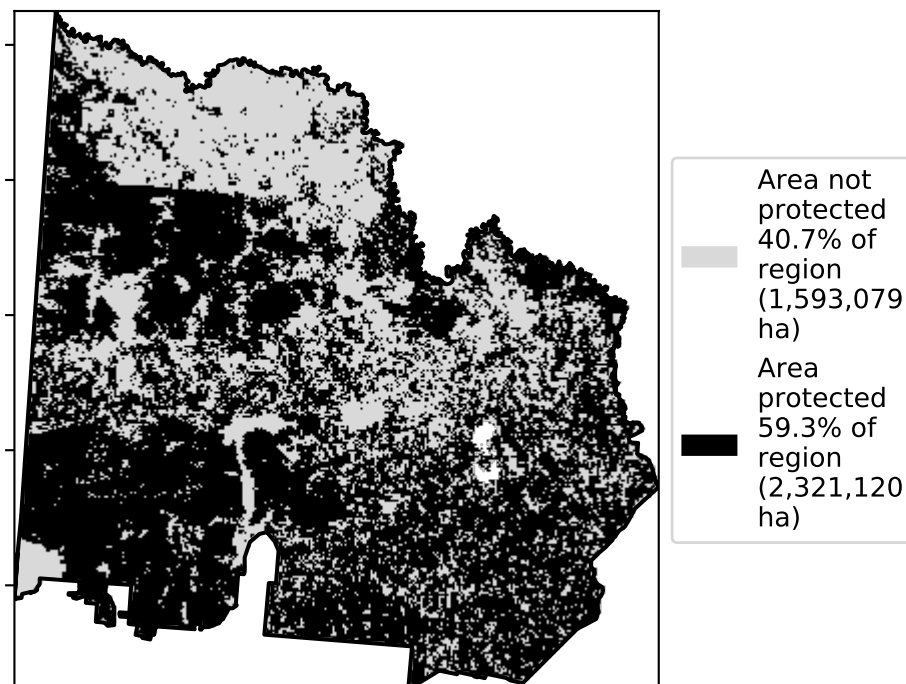 Area not
protected
40.7% of
region
(1,593,079
ha)
Area
protected
59.3% of
region
(2,321,120
ha)